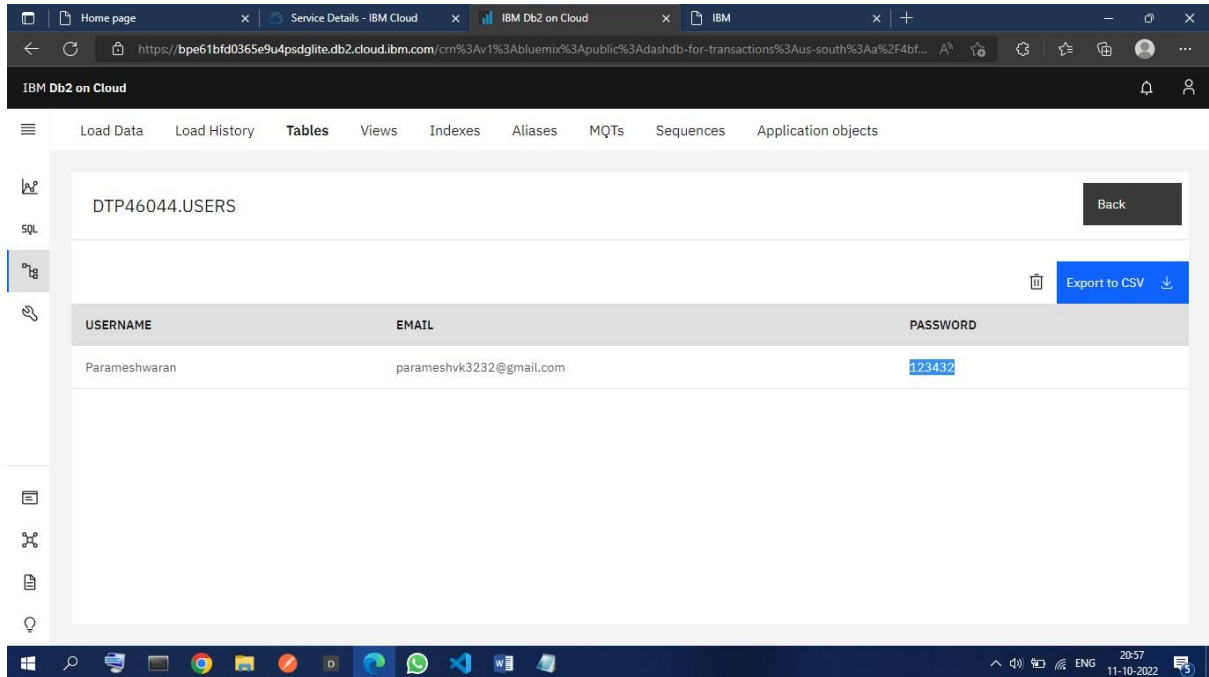 Home page
Service Details - IBM Cloud
IBM Db2 on Cloud
IBM
https://bpe61bfd0365e9u4psdglite.db2.cloud.ibm.com/crn%3Av1%3Abluemix%3Apublic%3Adashdb-for-transactions%3Aus-south%3Aa%2F4bf...
IBM Db2 on Cloud
Load Data Load History Tables Views Indexes Aliases MQTs Sequences Application objects
DTP46044.USERS
Back
SQL
Export to CSV
USERNAME EMAIL PASSWORD
Parameshwaran parameshvk3232@gmail.com 123432
ENG
20:57
11-10-2022
5